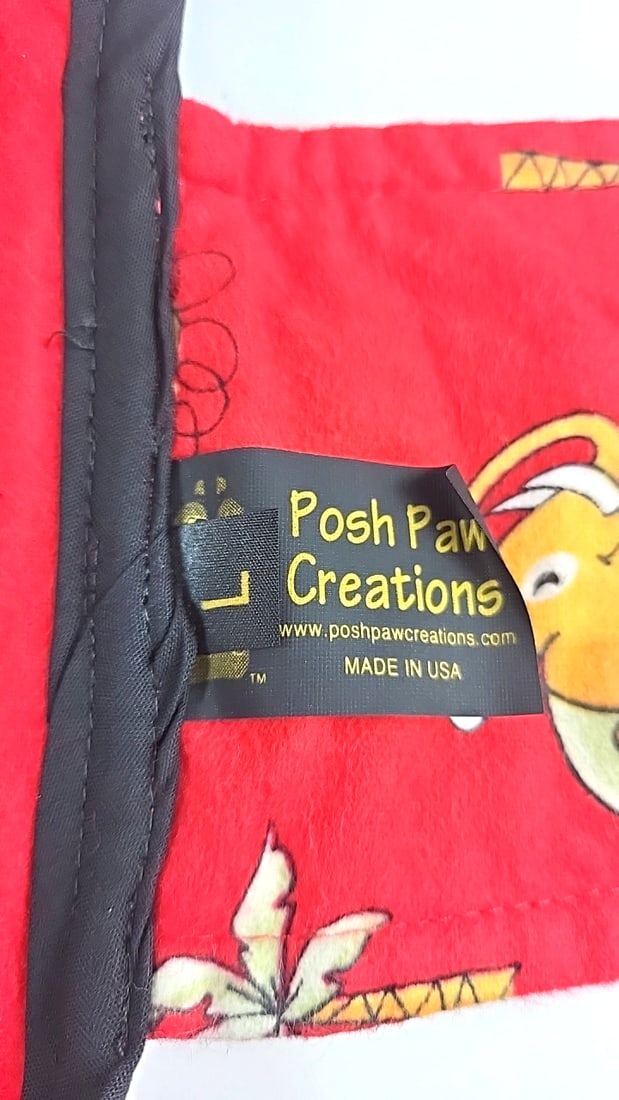 Posh Paw
Creations
www.poshpawcreations.com
MADE IN USA
L
TM